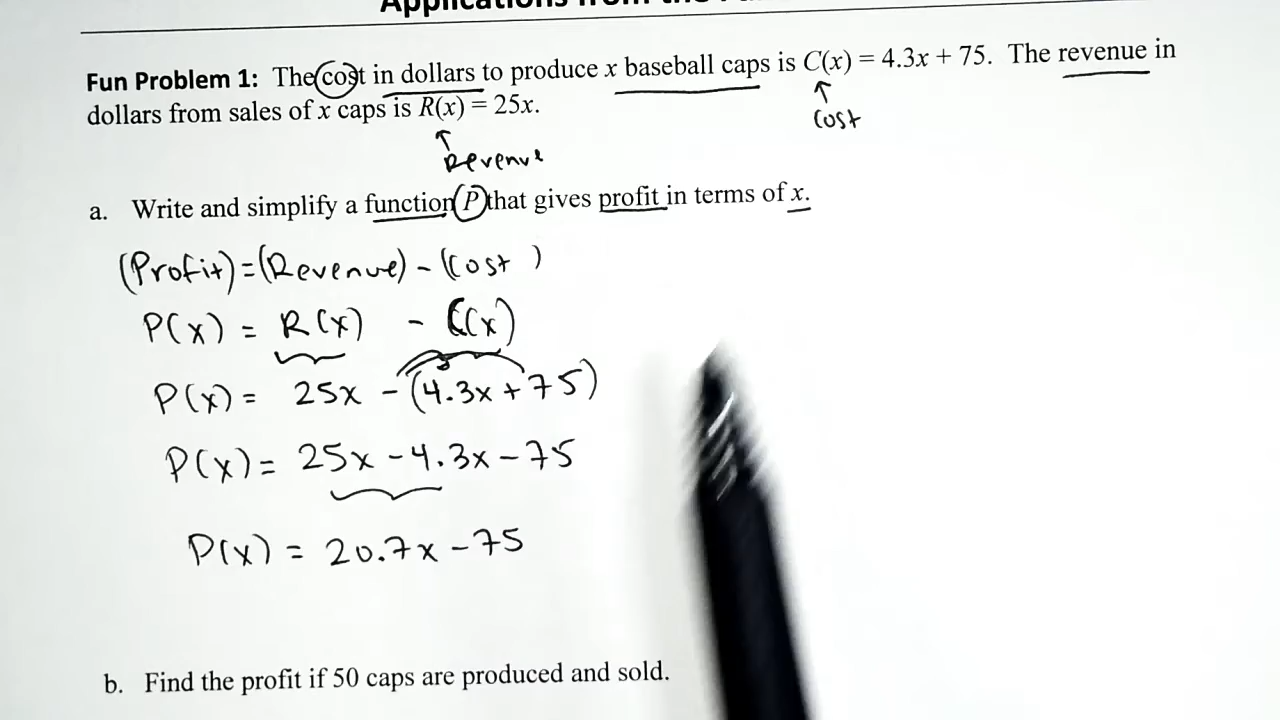 Applications from the
Fun Problem 1: The cost in dollars to produce x baseball caps is C(x) = 4.3x + 75. The revenue in
dollars from sales of x caps is R(x) = 25x.
Cost
Revenue
a. Write and simplify a function P that gives profit in terms of x.
(Profit) = (Revenue) - (Cost )
P(x) = R(x) - C(x)
P(x) = 25x - (4.3x + 75)
P(x) = 25x - 4.3x - 75
P(x) = 20.7x - 75
b. Find the profit if 50 caps are produced and sold.